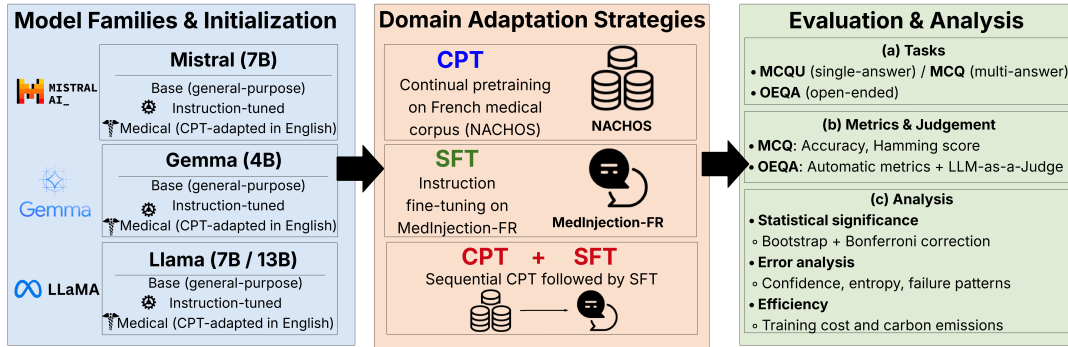 Model Families & Initialization
MISTRAL
AI_
Mistral (7B)
Base (general-purpose)
Instruction-tuned
Medical (CPT-adapted in English)
Gemma
Gemma (4B)
Base (general-purpose)
Instruction-tuned
Medical (CPT-adapted in English)
LLaMA
Llama (7B / 13B)
Base (general-purpose)
Instruction-tuned
Medical (CPT-adapted in English)
Domain Adaptation Strategies
CPT
Continual pretraining
on French medical
corpus (NACHOS)
NACHOS
SFT
Instruction
fine-tuning on
MedInjection-FR
MedInjection-FR
CPT + SFT
Sequential CPT followed by SFT
Evaluation & Analysis
(a) Tasks
• MCQU (single-answer) / MCQ (multi-answer)
• OEQA (open-ended)
(b) Metrics & Judgement
• MCQ: Accuracy, Hamming score
• OEQA: Automatic metrics + LLM-as-a-Judge
(c) Analysis
• Statistical significance
◦ Bootstrap + Bonferroni correction
• Error analysis
◦ Confidence, entropy, failure patterns
• Efficiency
◦ Training cost and carbon emissions